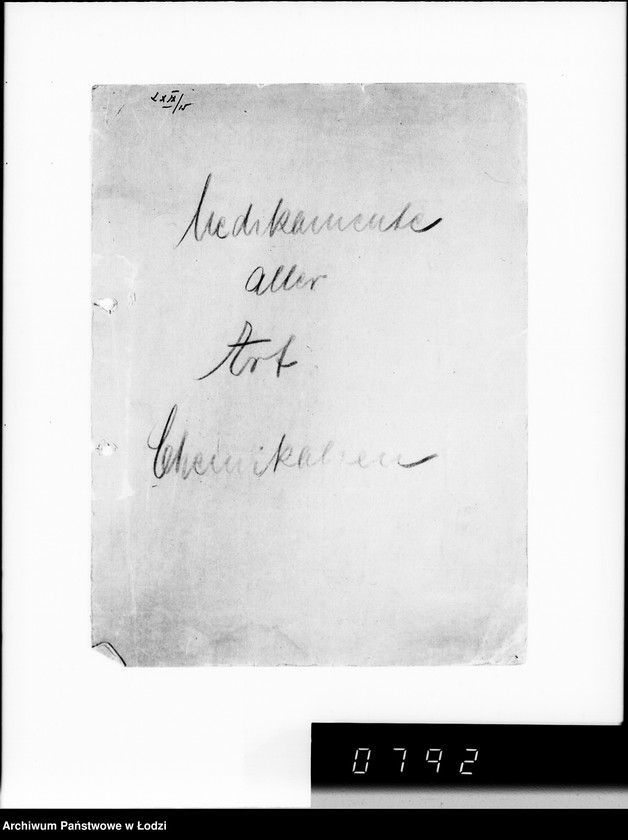 Medikamente
aller
Art
Chemikalien
0792
Archiwum Państwowe w Łodzi